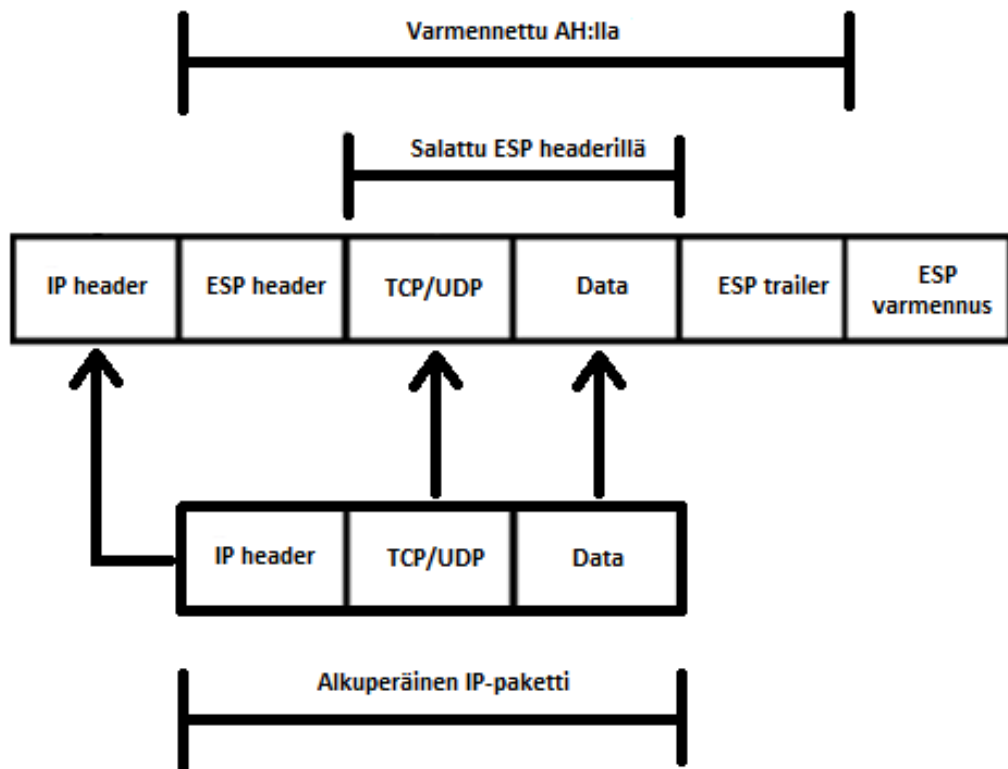 Varmennettu AH:lla
Salattu ESP headerillä
IP header
ESP header
TCP/UDP
Data
ESP trailer
ESP
varmennus
IP header
TCP/UDP
Data
Alkuperäinen IP-paketti